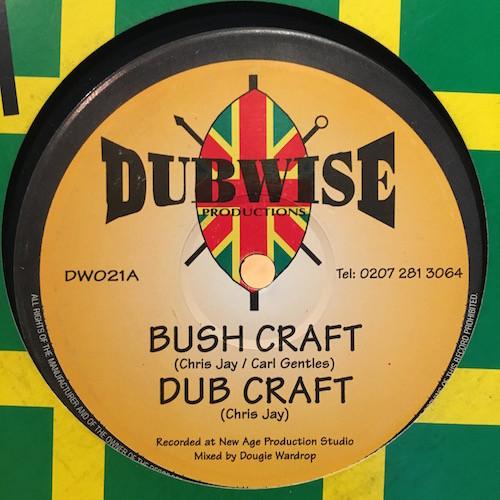 DUBWISE
PRODUCTIONS
DW021A
Tel: 0207 281 3064
BUSH CRAFT
(Chris Jay / Carl Gentles)
DUB CRAFT
(Chris Jay)
Recorded at New Age Production Studio
Mixed by Dougie Wardrop
ALL RIGHTS OF THE MANUFACTURER AND OF THE OWNER OF THE
OF THIS RECORD PROHIBITED.